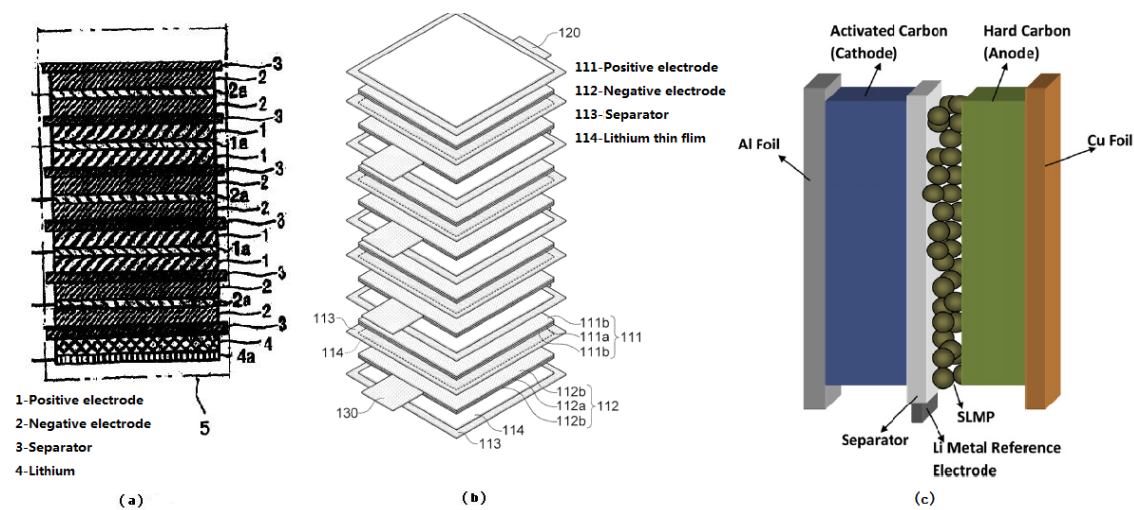 3
2
2a
2
3
1
1a
1
3
2
2a
2
3
1
1a
1
3
2
2a
2
3
4
4a
5
1-Positive electrode
2-Negative electrode
3-Separator
4-Lithium
(a)
120
111-Positive electrode
112-Negative electrode
113- Separator
114-Lithium thin flim
113
114
111b
111a
111b
111
130
112b
112a
112b
112
114
113
(b)
Activated Carbon
(Cathode)
Hard Carbon
(Anode)
Al Foil
Cu Foil
SLMP
Separator
Li Metal Reference
Electrode
(c)